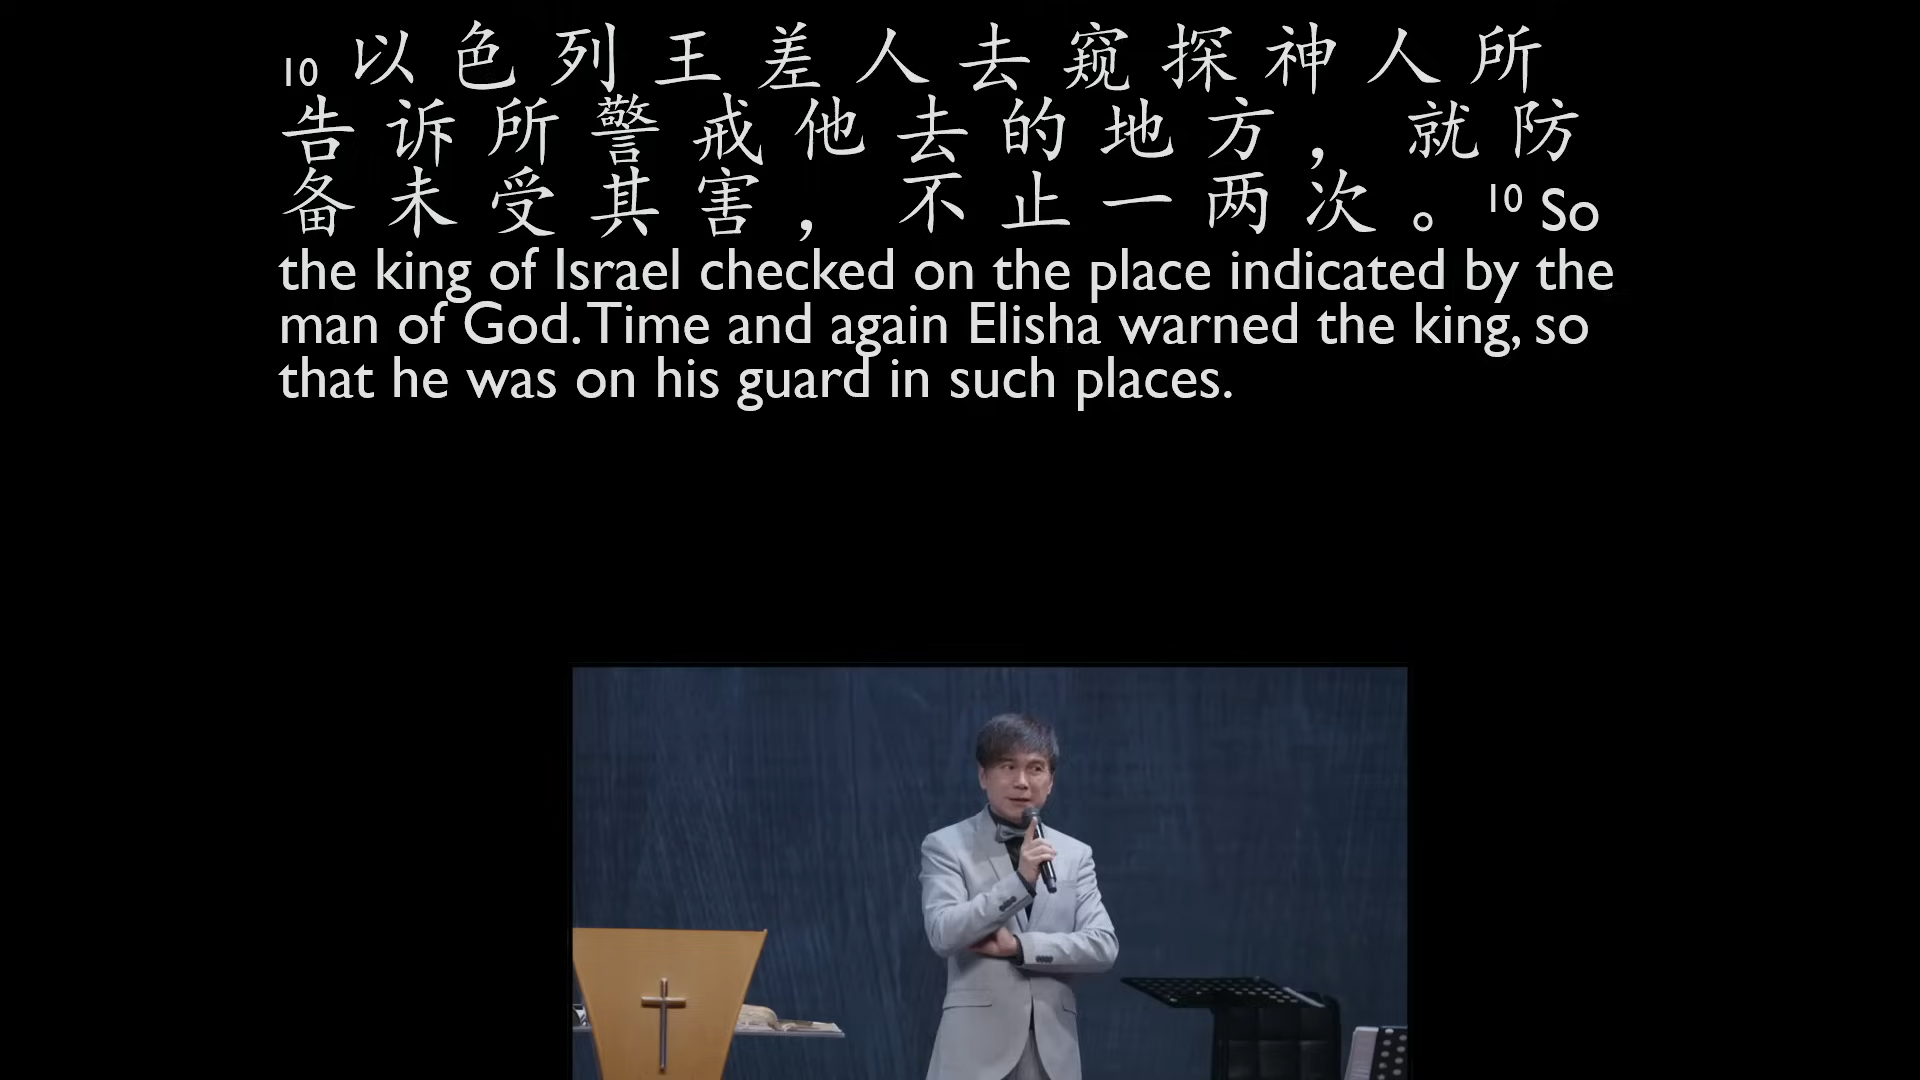 10 以色列王差人去窥探神人所
告诉所警戒他去的地方，就防
备未受其害，不止一两次。10 So
the king of Israel checked on the place indicated by the
man of God. Time and again Elisha warned the king, so
that he was on his guard in such places.